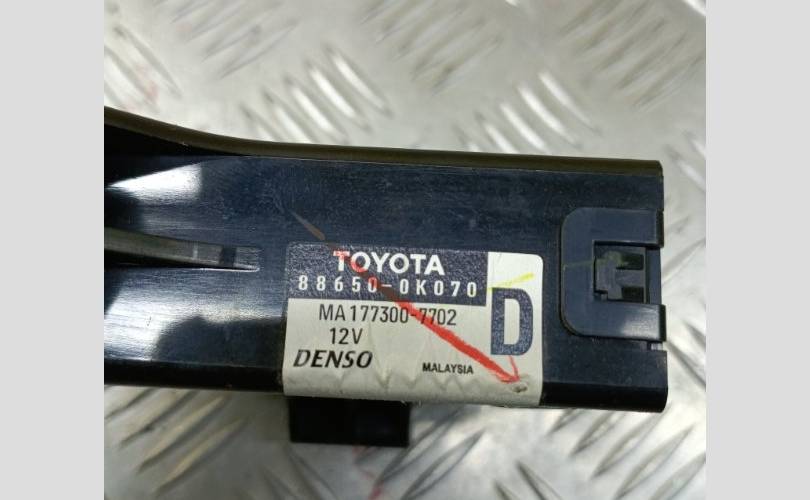 TOYOTA
88650-0K070
D
MA177300-7702
12V
DENSO
MALAYSIA